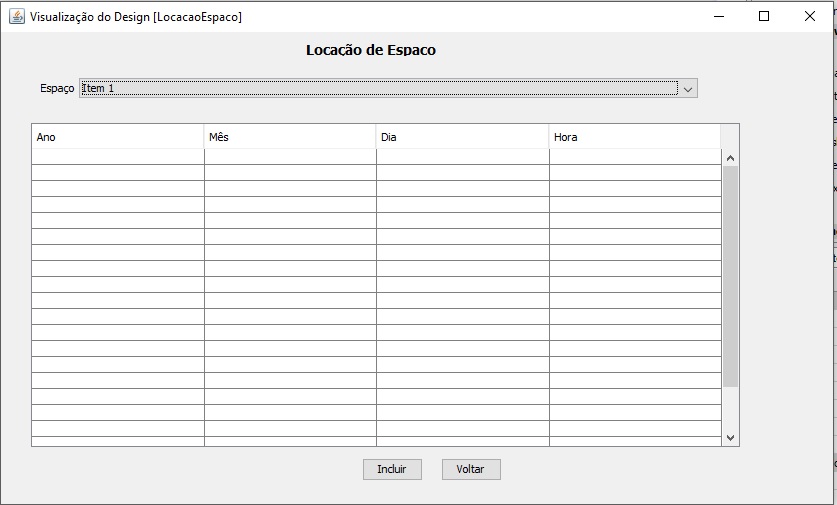 Visualização do Design [LocacaoEspaco]
Locação de Espaco
Espaço Item 1
Ano Mês Dia Hora
Incluir Voltar